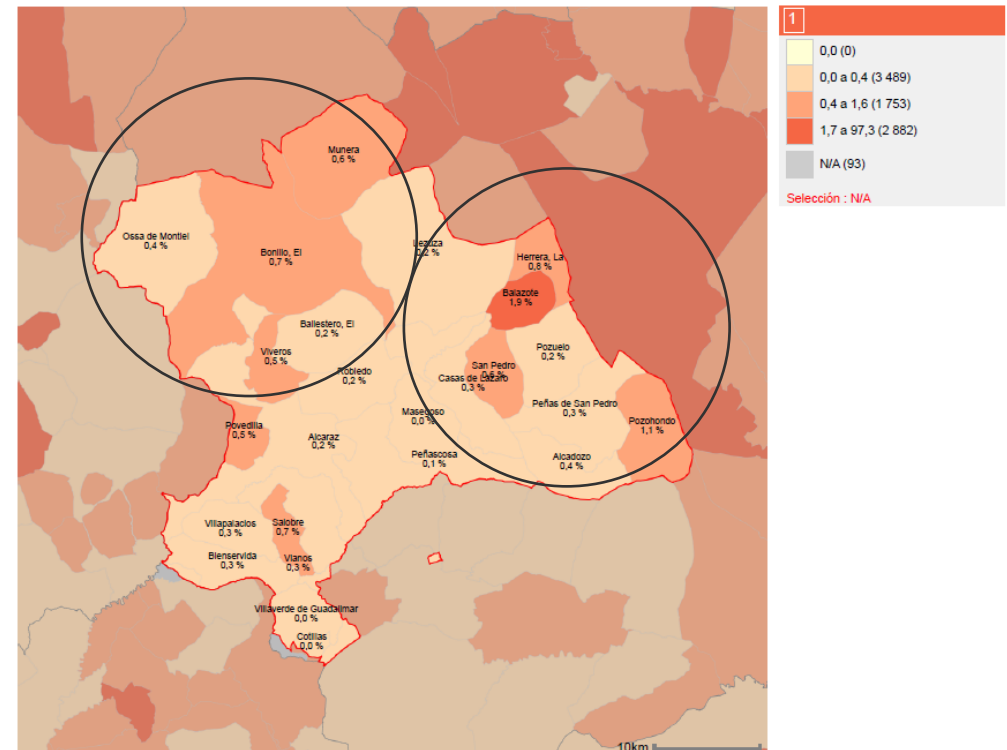 1
0,0 (0)
0,0 a 0,4 (3 489)
0,4 a 1,6 (1 753)
1,7 a 97,3 (2 882)
N/A (93)
Selección : N/A
Munera
0,6 %
Ossa de Montiel
0,4 %
Bonillo, El
0,7 %
Lezuza
0,2 %
Herrera, La
0,8 %
Balazote
1,9 %
Ballestero, El
0,2 %
Viveros
0,5 %
Robledo
0,2 %
Pozuelo
0,2 %
San Pedro
Casas de Lázaro
0,3 %
Peñas de San Pedro
0,3 %
Masegoso
0,0 %
Pozohondo
1,1 %
Povedilla
0,5 %
Alcaraz
0,2 %
Peñascosa
0,1 %
Alcadozo
0,4 %
Villapalacios
0,3 %
Salobre
0,7 %
Bienservida
0,3 %
Vianos
0,3 %
Villaverde de Guadalimar
0,0 %
Cotillas
0,0 %
10km